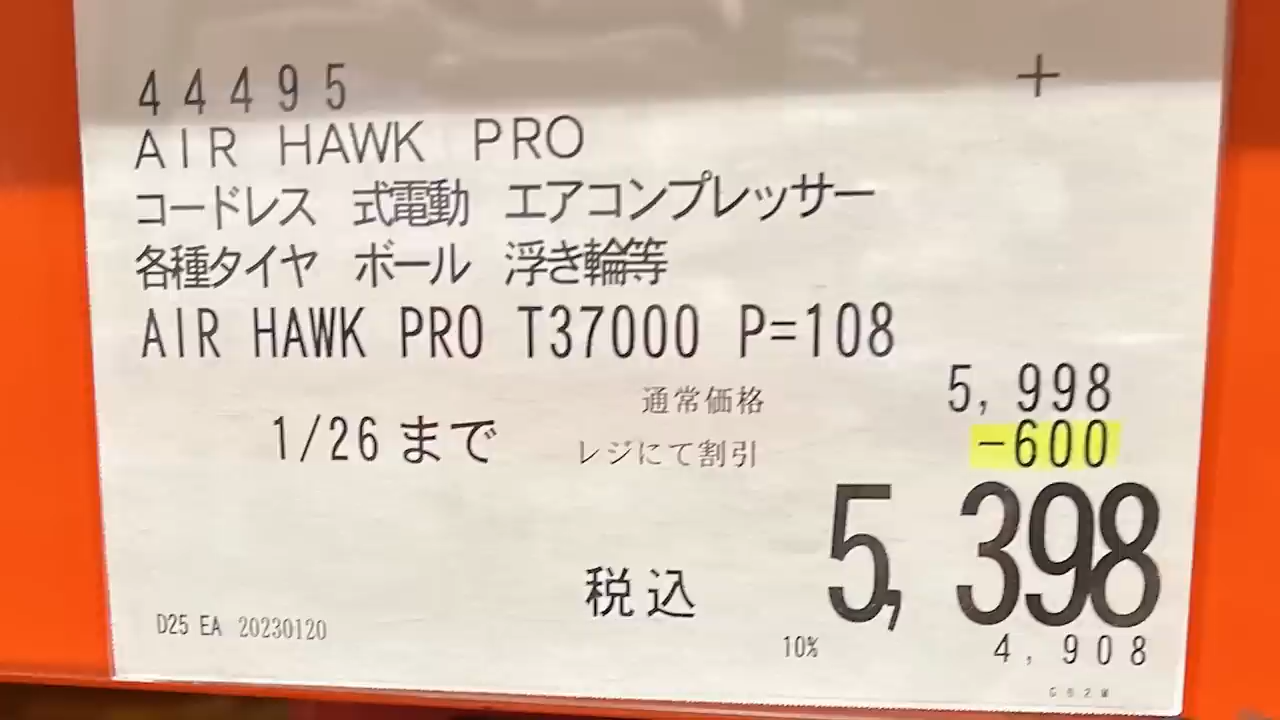 +
44495
AIR HAWK PRO
コードレス 式電動 エアコンプレッサー
各種タイヤ ボール 浮き輪等
AIR HAWK PRO T37000 P=108
通常価格 5,998
1/26まで レジにて割引 -600
税込 5,398
D25 EA 20230120 10% 4,908